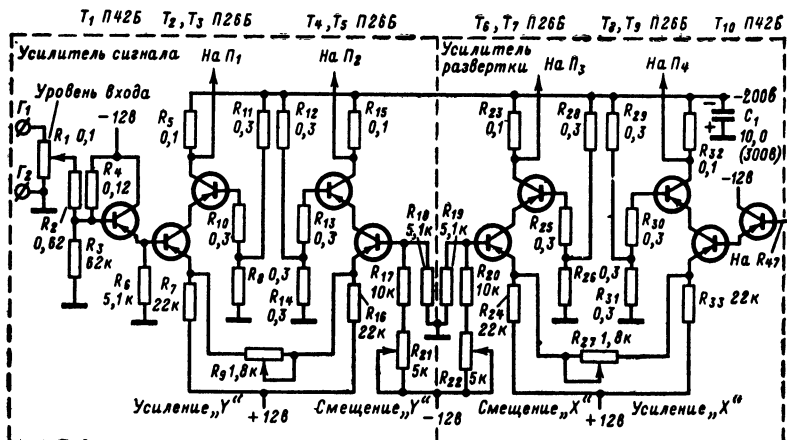 T₁ П42Б T₂, T₃ П26Б T₄, T₅ П26Б T₆, T₇ П26Б T₈, T₉ П26Б T₁₀ П42Б
Усилитель сигнала
На П₁
На П₂
Усилитель развертки
На П₃
На П₄
Г₁
Г₂
Уровень входа
R₁ 0,1
-12В
R₄
0,12
R₂
0,62
R₃
62к
R₅
0,1
R₁₁
0,3
R₁₂
0,3
R₁₅
0,1
R₂₃
0,1
R₂₈
0,3
R₂₉
0,3
-200В
C₁
10,0
(300В)
R₃₂
0,1
-12В
R₁₀
0,3
R₁₃
0,3
R₁₈
5,1к
R₁₉
5,1к
R₂₅
0,3
R₃₀
0,3
На R₄₇
R₆
5,1к
R₇
22к
R₈ 0,3
R₁₄
0,3
R₁₆
22к
R₁₇
10к
R₂₀
10к
R₂₄
22к
R₂₆ 0,3
R₃₁
0,3
R₃₃ 22к
R₉ 1,8к
R₂₁
5к
R₂₂
5к
R₂₇ 1,8к
Усиление„Y“
+12В
Смещение„Y“
-12В
Смещение„X“
+12В
Усиление„X“